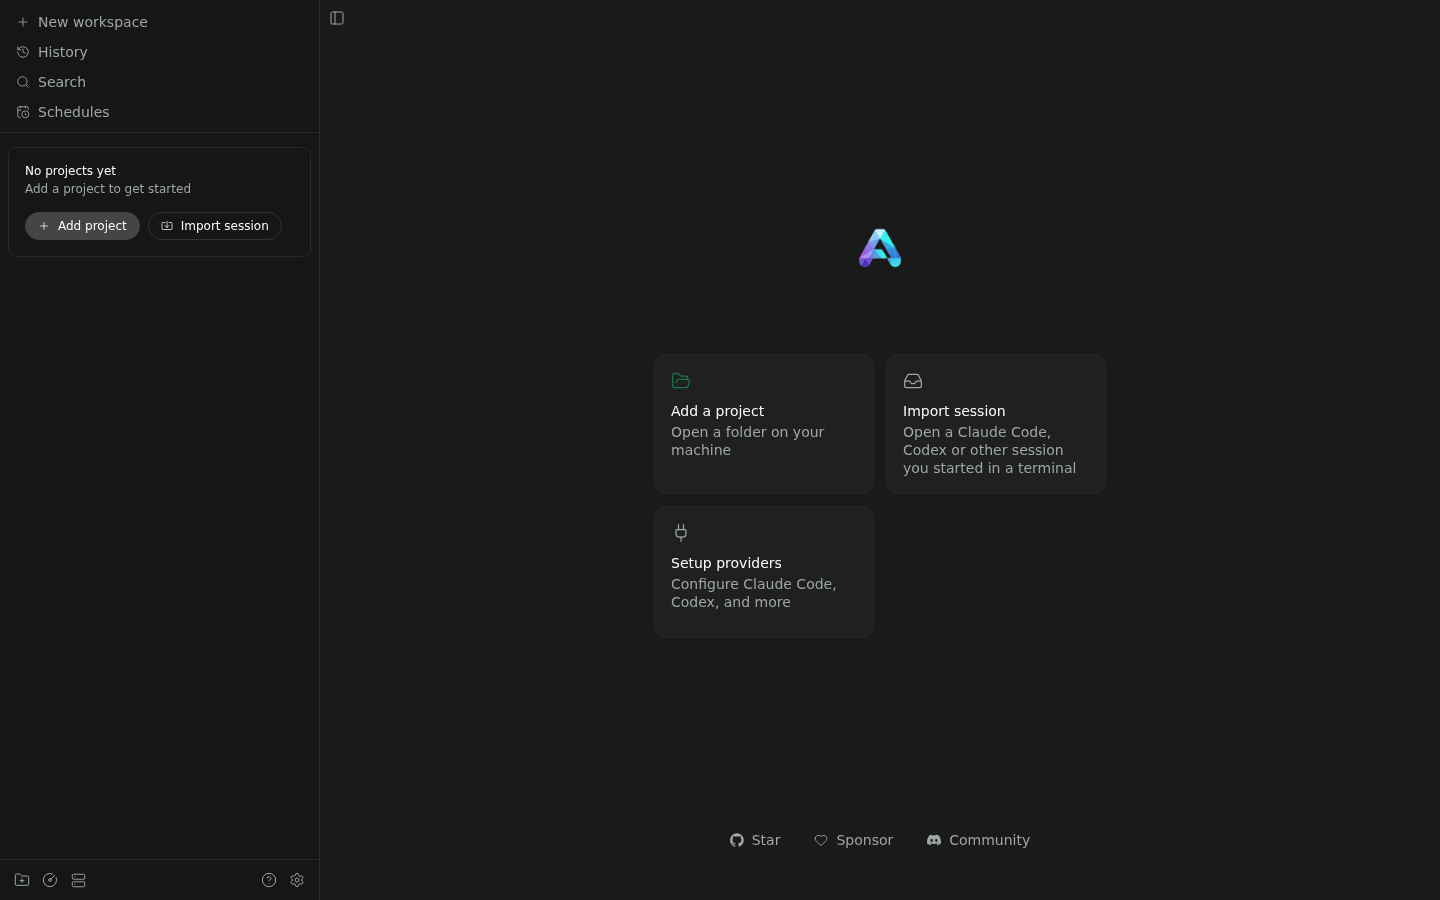 New workspace
History
Search
Schedules
No projects yet
Add a project to get started
Add project
Import session
Add a project
Open a folder on your
machine
Import session
Open a Claude Code,
Codex or other session
you started in a terminal
Setup providers
Configure Claude Code,
Codex, and more
Star
Sponsor
Community